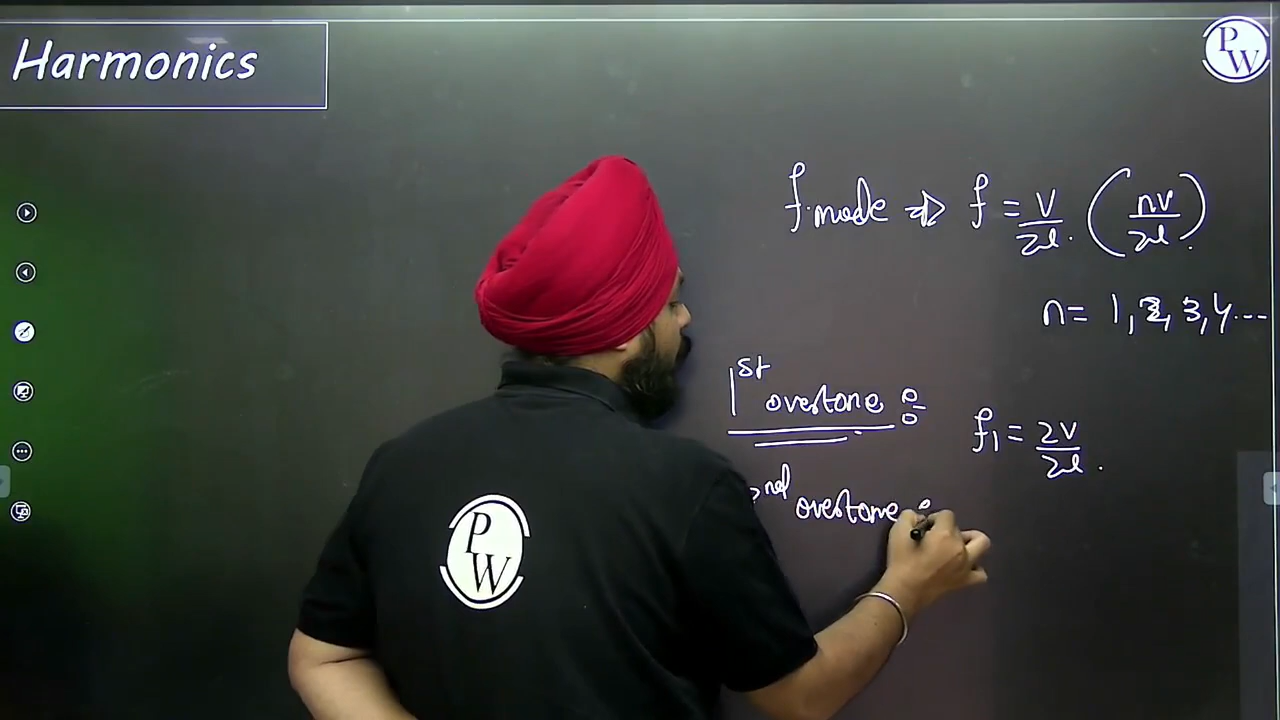 Harmonics
PW
f. mode ⇒ f = v/2l. (nv/2l).
n = 1, 2, 3, 4 ...
1st overtone :-
f1 = 2v/2l.
2nd overtone :
PW